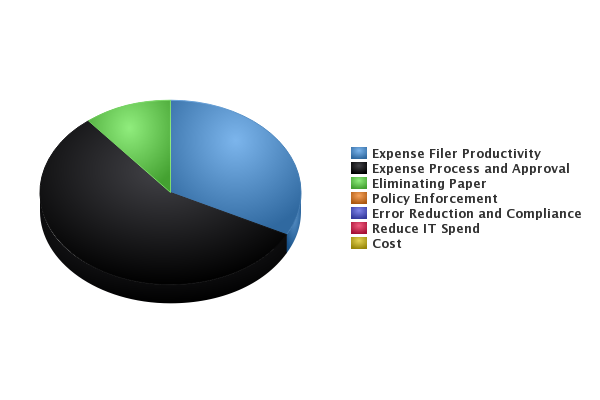 Expense Filer Productivity
Expense Process and Approval
Eliminating Paper
Policy Enforcement
Error Reduction and Compliance
Reduce IT Spend
Cost